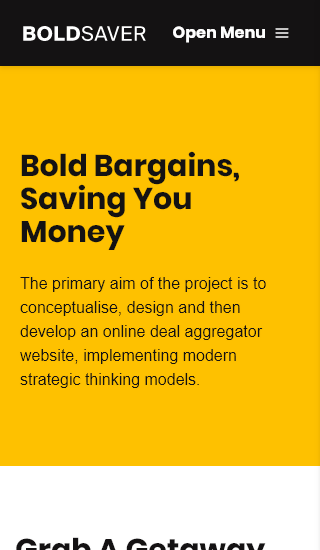 BOLDSAVER
Open Menu
Bold Bargains,
Saving You
Money
The primary aim of the project is to
conceptualise, design and then
develop an online deal aggregator
website, implementing modern
strategic thinking models.
Grab A Getaway